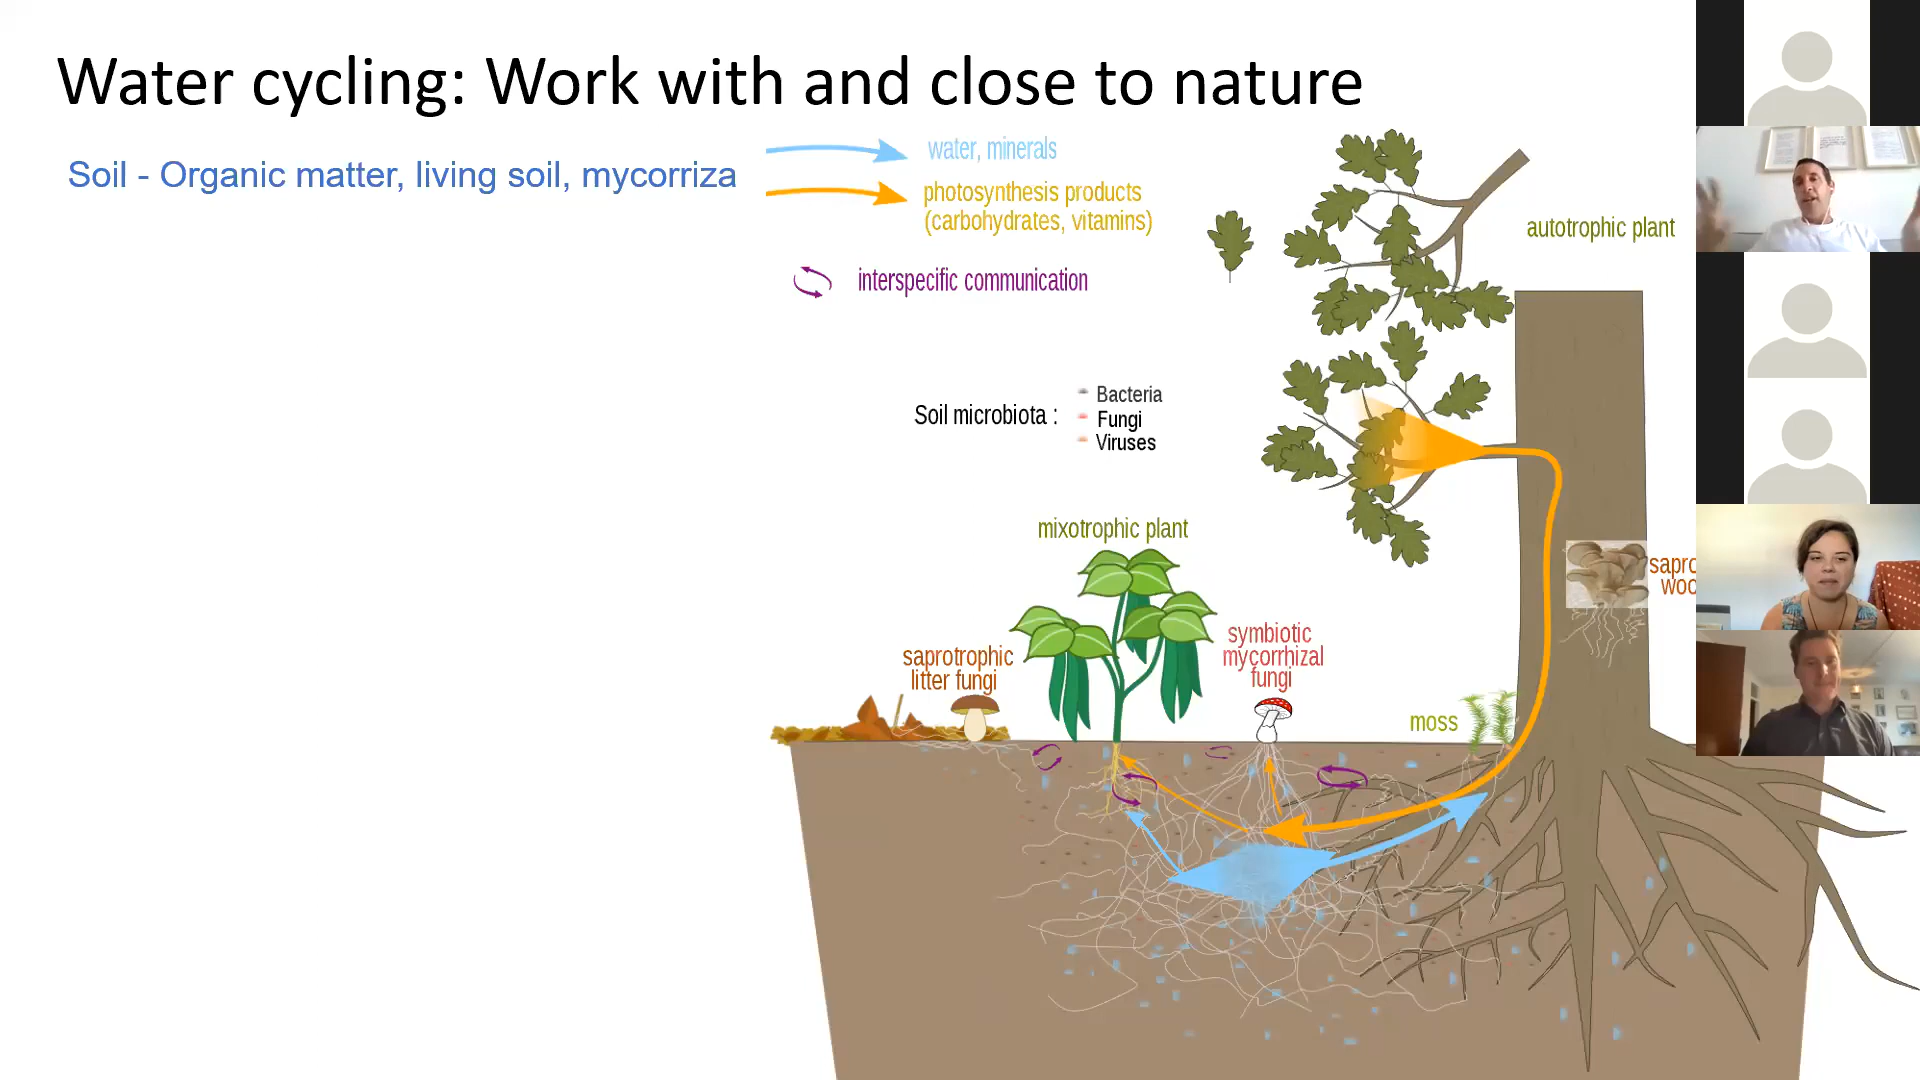 Water cycling: Work with and close to nature
Soil - Organic matter, living soil, mycorriza
water, minerals
photosynthesis products
(carbohydrates, vitamins)
interspecific communication
autotrophic plant
Soil microbiota :
Bacteria
Fungi
Viruses
mixotrophic plant
sapro
woo
saprotrophic
litter fungi
symbiotic
mycorrhizal
fungi
moss